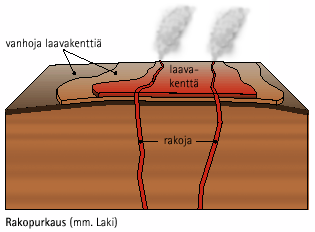 vanhoja laavakenttiä
laava-
kenttä
rakoja
Rakopurkaus (mm. Laki)